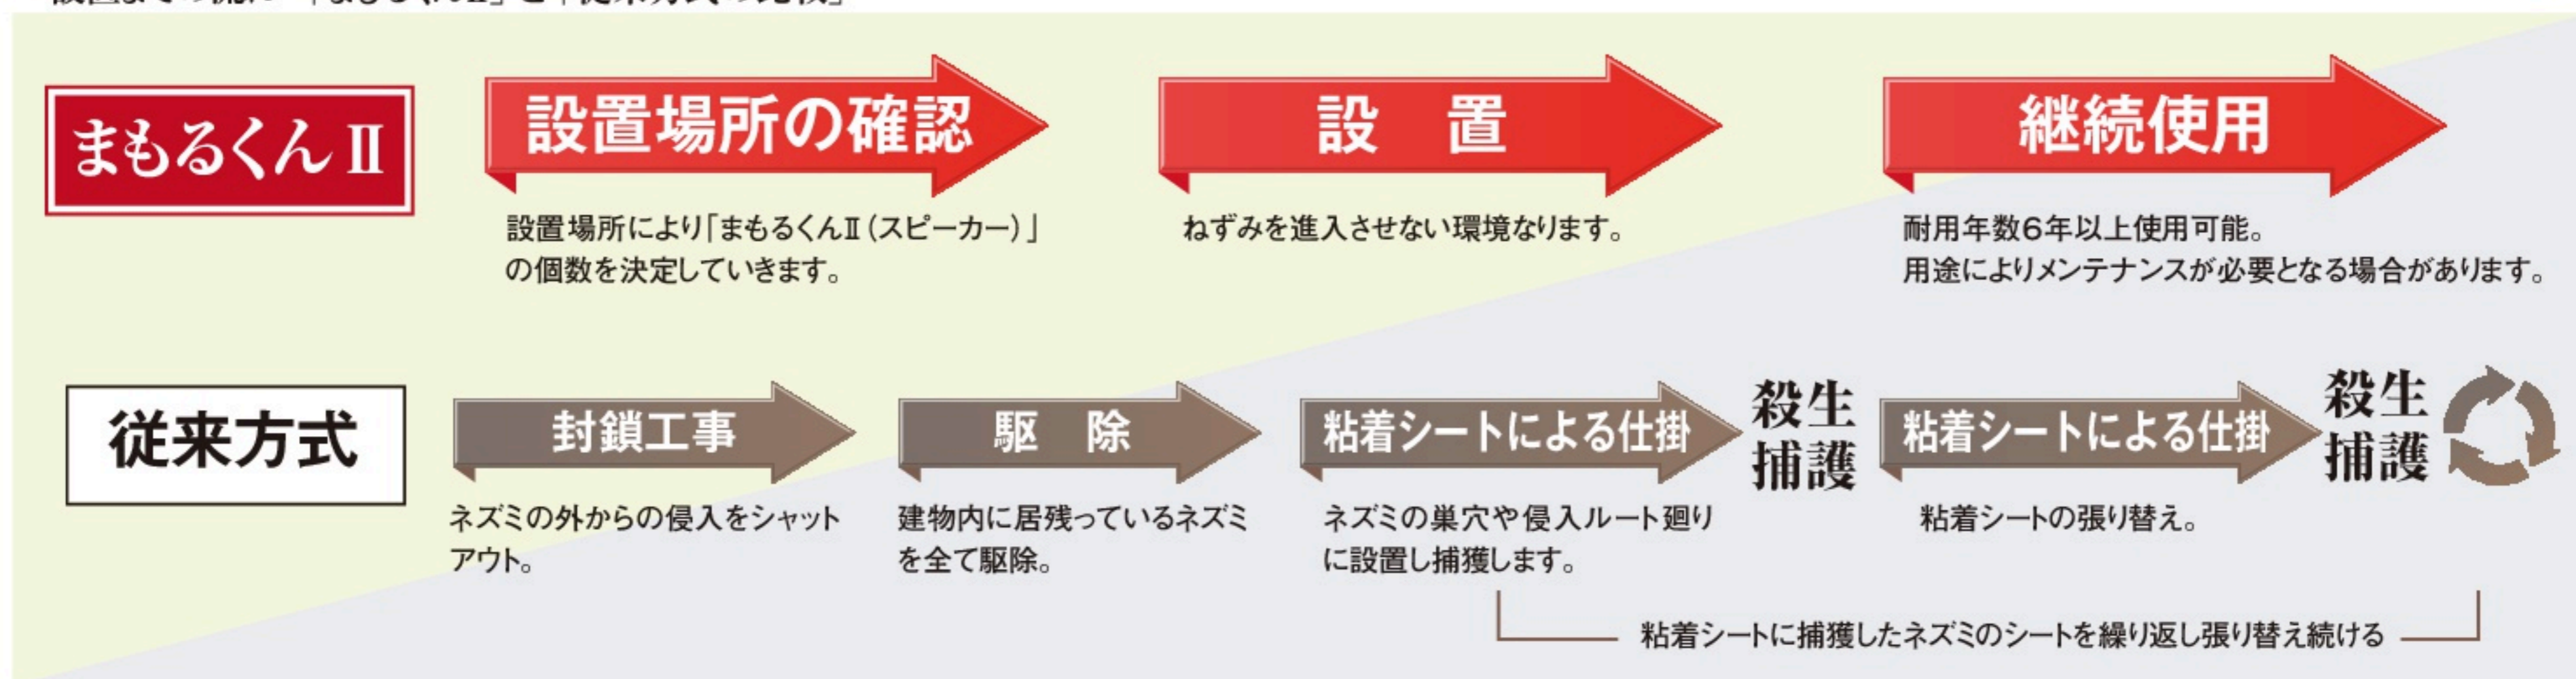 まもるくんⅡ
設置場所の確認
設置場所により「まもるくんⅡ(スピーカー)」
の個数を決定していきます。
設　置
ねずみを進入させない環境なります。
継続使用
耐用年数6年以上使用可能。
用途によりメンテナンスが必要となる場合があります。
従来方式
封鎖工事
ネズミの外からの侵入をシャット
アウト。
駆　除
建物内に居残っているネズミ
を全て駆除。
粘着シートによる仕掛
ネズミの巣穴や侵入ルート廻り
に設置し捕獲します。
殺生
捕護
粘着シートによる仕掛
粘着シートの張り替え。
殺生
捕護
粘着シートに捕獲したネズミのシートを繰り返し張り替え続ける